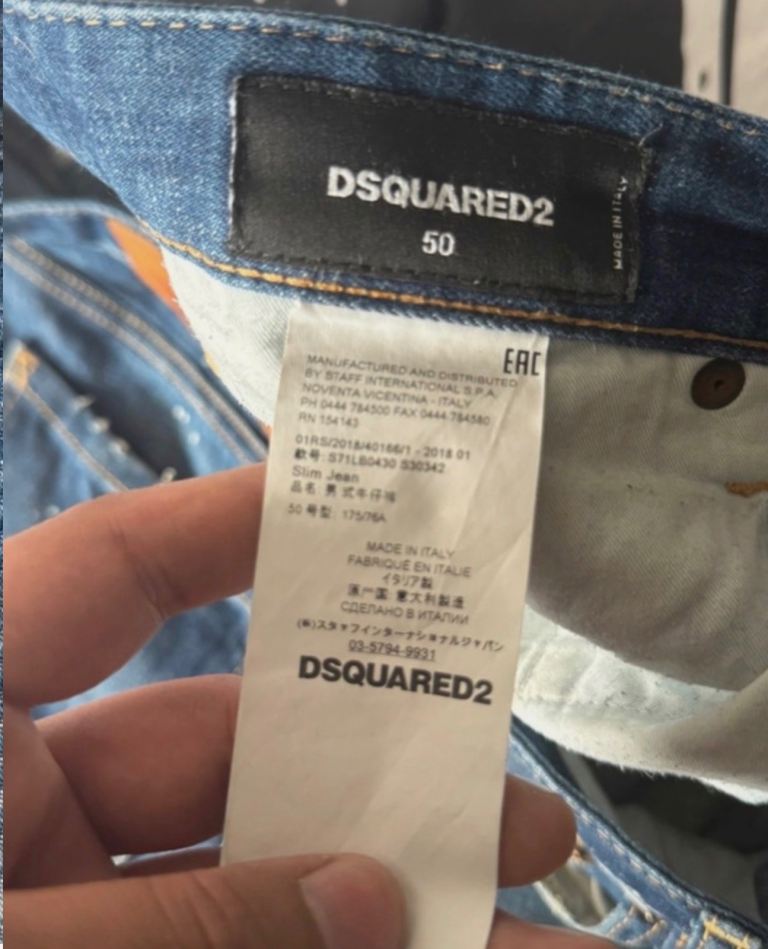 DSQUARED2
50
MADE IN ITALY
EAC
MANUFACTURED AND DISTRIBUTED
BY STAFF INTERNATIONAL S.P.A.
NOVENTA VICENTINA - ITALY
PH 0444 784500 FAX 0444 784580
RN 154143
01RS/2018/40166/1 - 2018 01
款号: S71LB0430 S30342
Slim Jean
品名: 男式牛仔裤
50 号型: 175/76A
MADE IN ITALY
FABRIQUÉ EN ITALIE
イタリア製
原产国 意大利製造
СДЕЛАНО В ИТАЛИИ
(株)スタッフインターナショナルジャパン
03-5794-9931
DSQUARED2